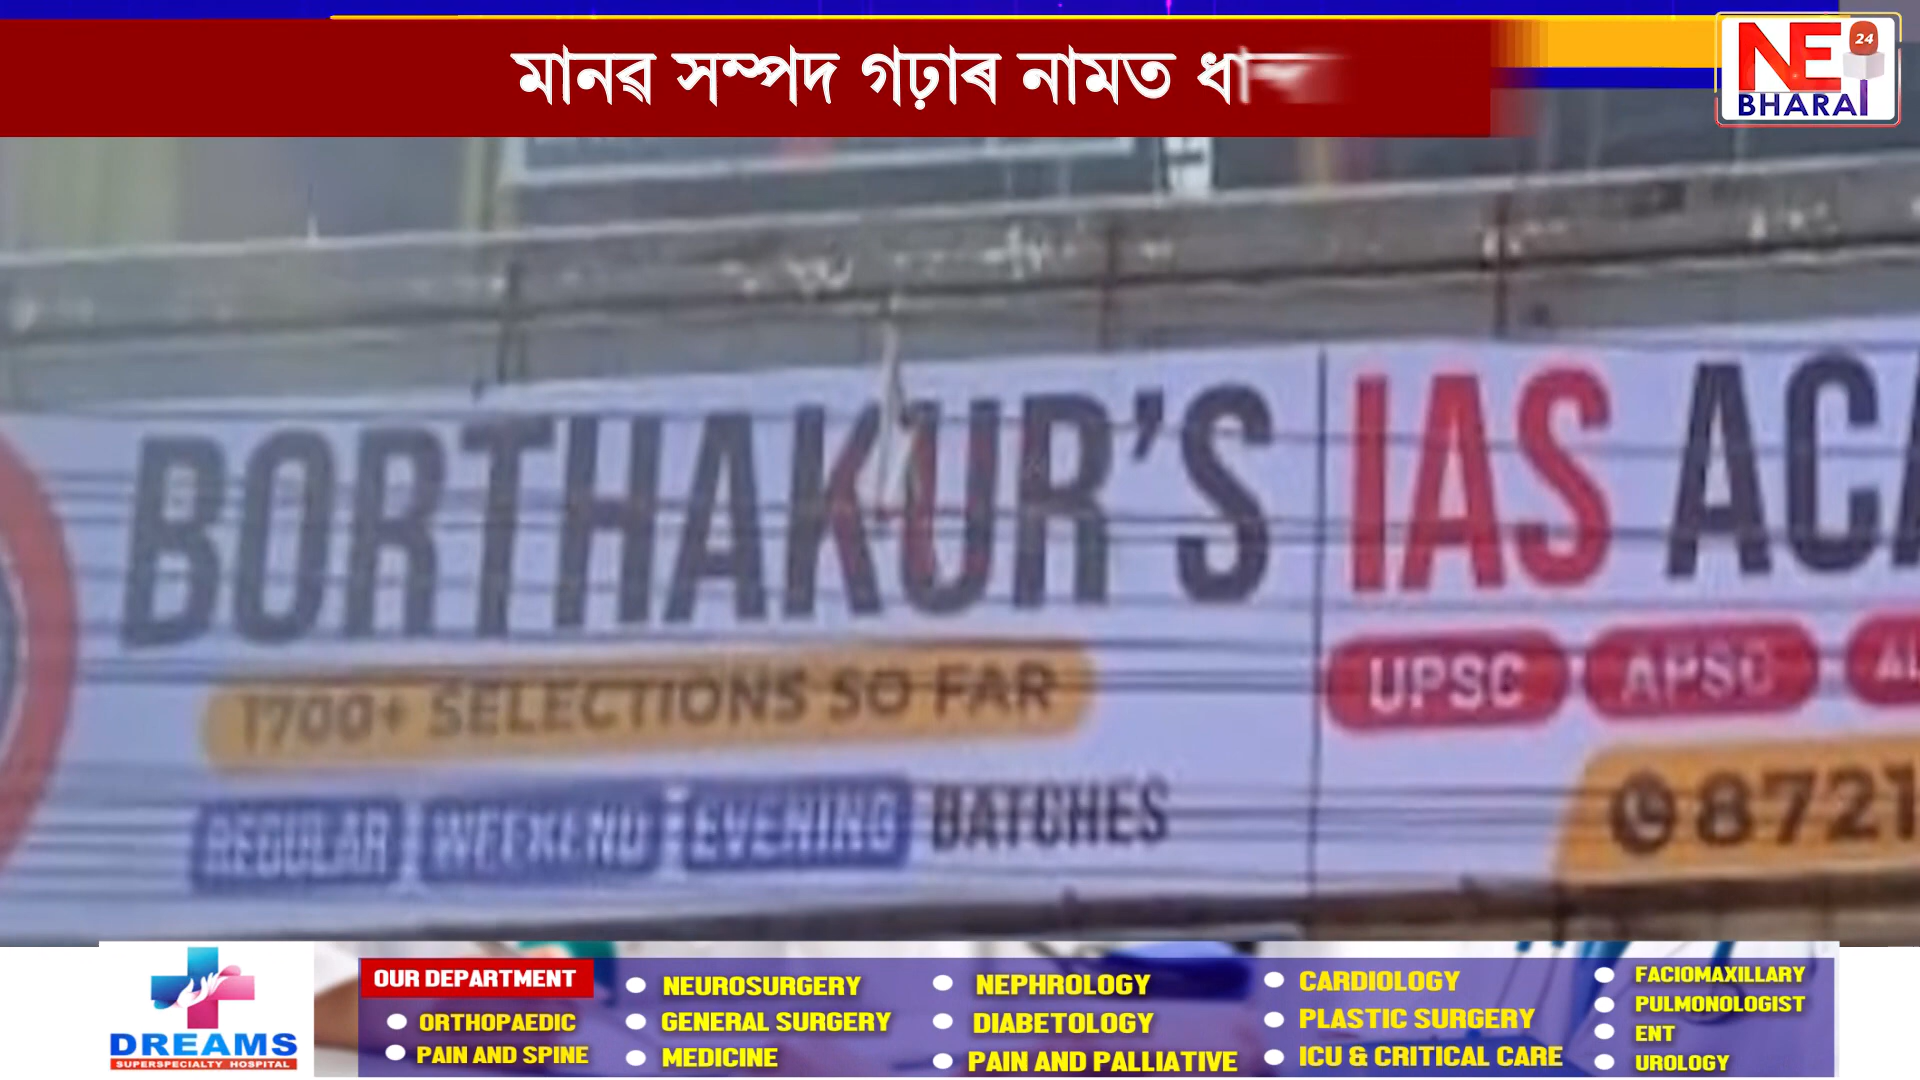 মানৱ সম্পদ গঢ়াৰ নামত
NE 24
BHARAT
BORTHAKUR'S IAS
1700+ SELECTIONS SO FAR
UPSC APSC
REGULAR WEEKEND EVENING BATCHES
8721
OUR DEPARTMENT
ORTHOPAEDIC
PAIN AND SPINE
NEUROSURGERY
GENERAL SURGERY
MEDICINE
NEPHROLOGY
DIABETOLOGY
PAIN AND PALLIATIVE
CARDIOLOGY
PLASTIC SURGERY
ICU & CRITICAL CARE
FACIOMAXILLARY
PULMONOLOGIST
ENT
UROLOGY
DREAMS
SUPERSPECIALTY HOSPITAL